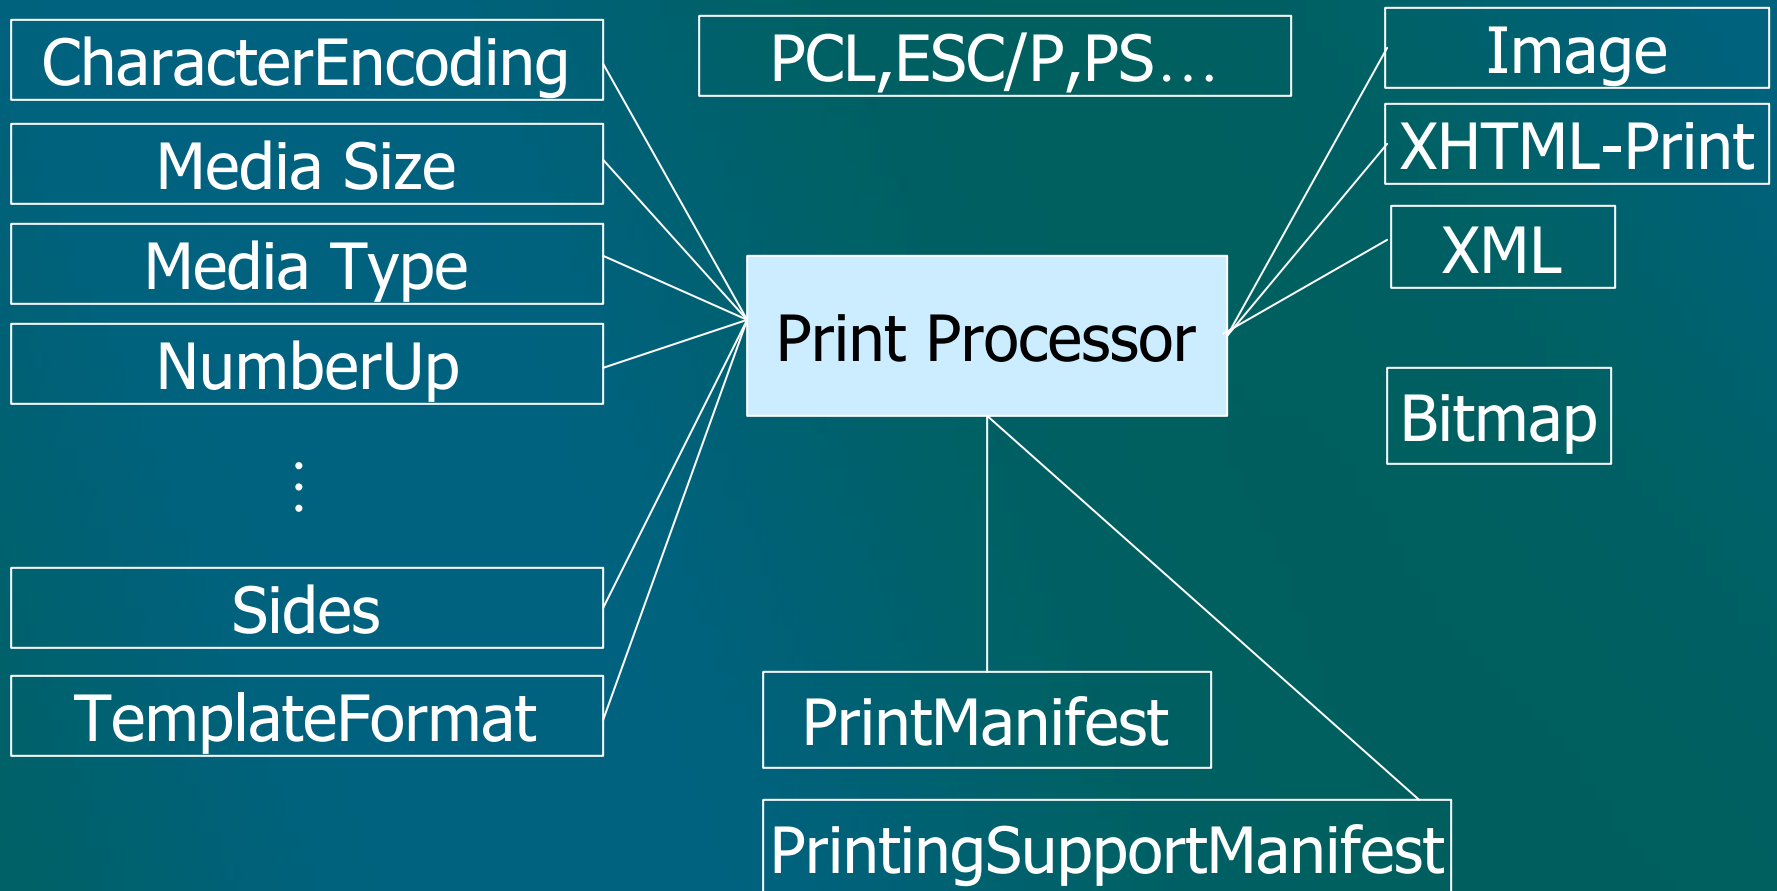 CharacterEncoding
Media Size
Media Type
NumberUp
⋮
Sides
TemplateFormat
PCL,ESC/P,PS…
Print Processor
PrintManifest
PrintingSupportManifest
Image
XHTML-Print
XML
Bitmap